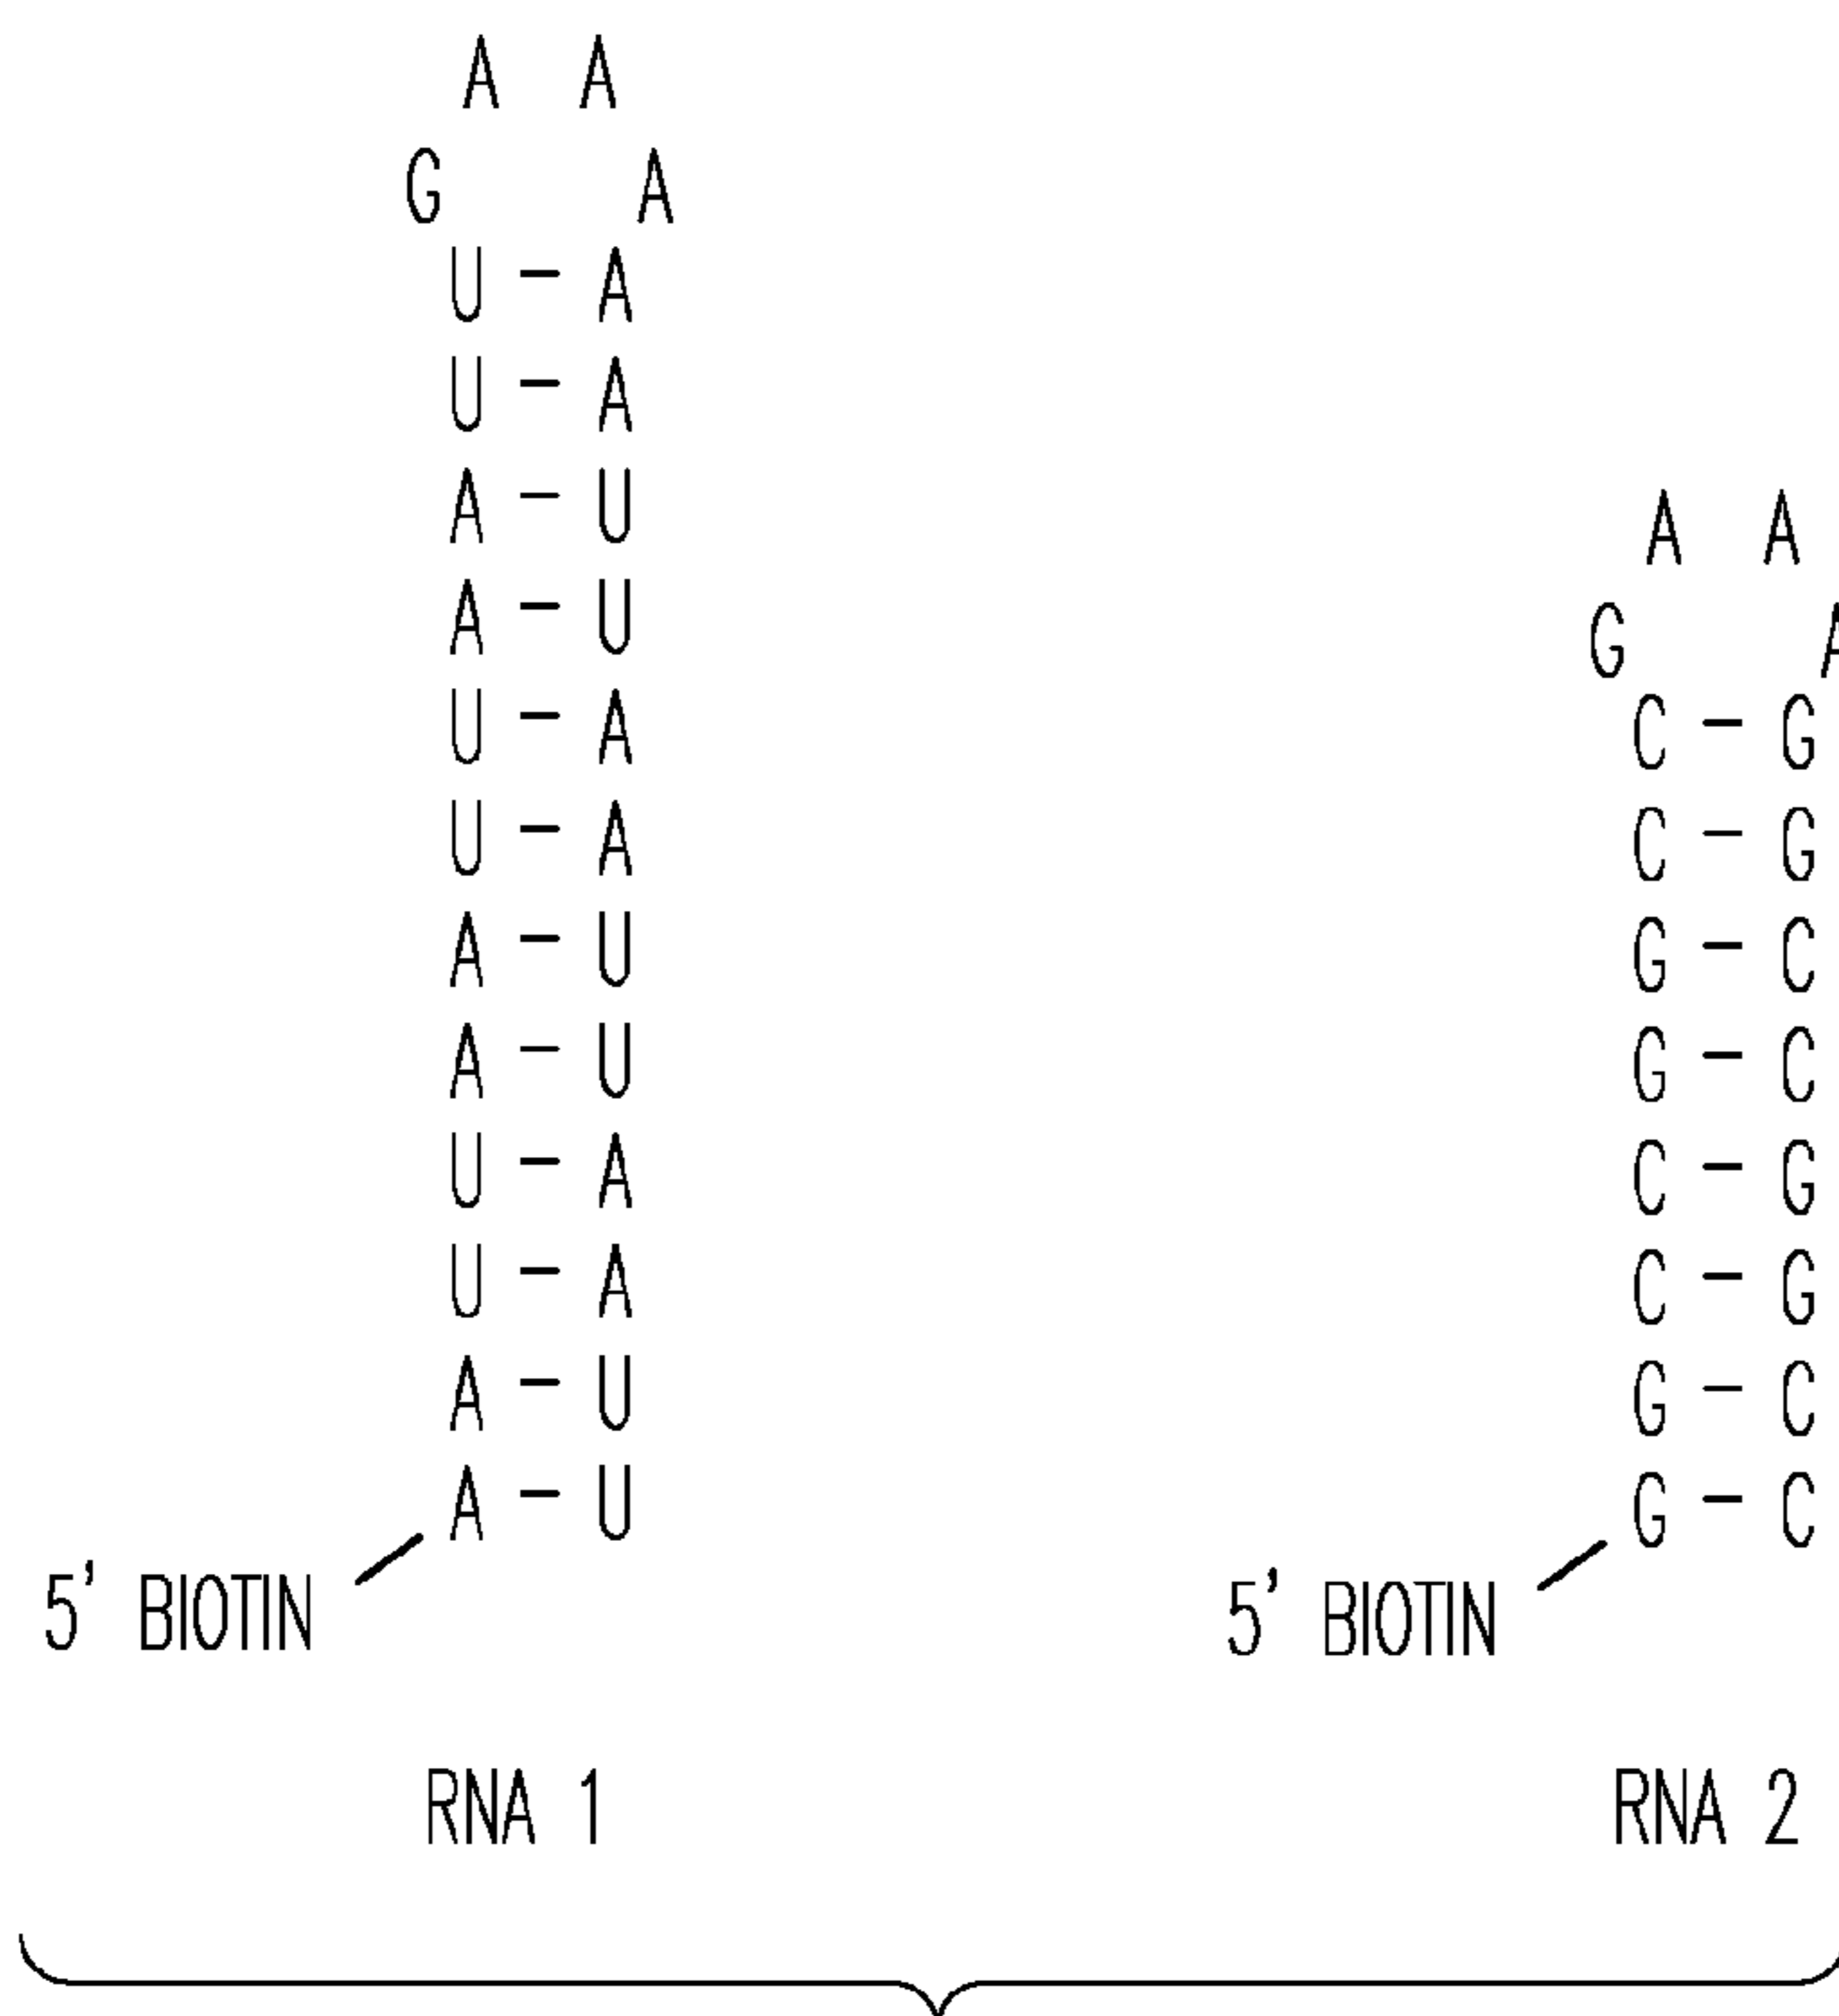 A A
G A
U – A
U – A
A – U
A – U
U – A
U – A
A – U
A – U
U – A
U – A
A – U
A – U
5' BIOTIN
RNA 1
A A
G A
C – G
C – G
G – C
G – C
C – G
C – G
G – C
G – C
5' BIOTIN
RNA 2